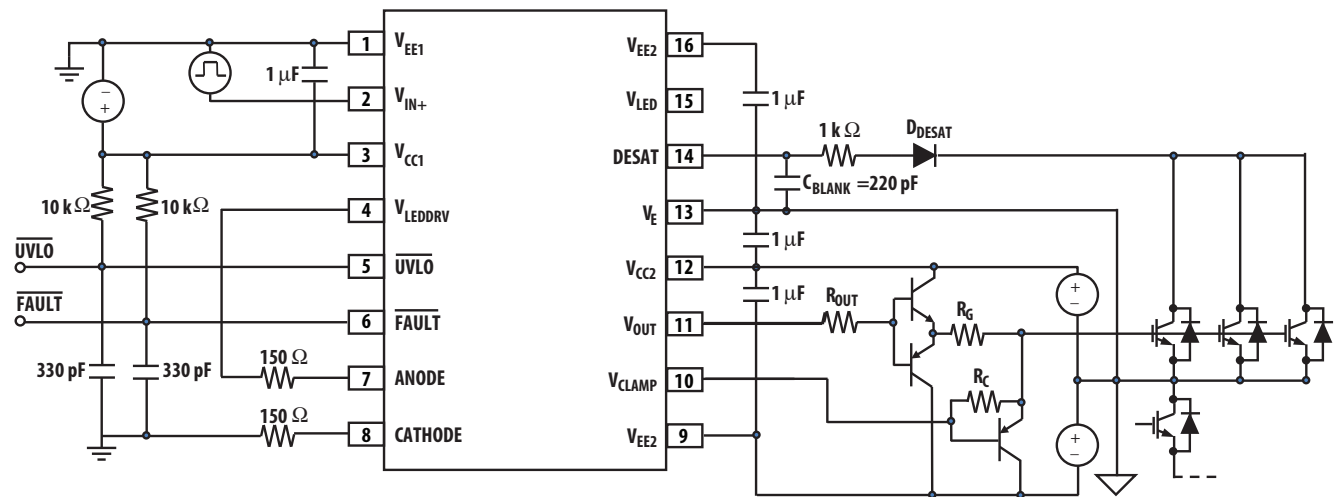 1 V_EE1
V_EE2 16
1 μF
2 V_IN+
V_LED 15
1 μF
3 V_CC1
DESAT 14
1 k Ω
D_DESAT
C_BLANK =220 pF
10 kΩ
10 kΩ
4 V_LEDDRV
V_E 13
UVLO
5 UVLO
1 μF
V_CC2 12
FAULT
6 FAULT
1 μF
V_OUT 11
R_OUT
R_G
330 pF
330 pF
150 Ω
7 ANODE
V_CLAMP 10
R_C
150 Ω
8 CATHODE
V_EE2 9